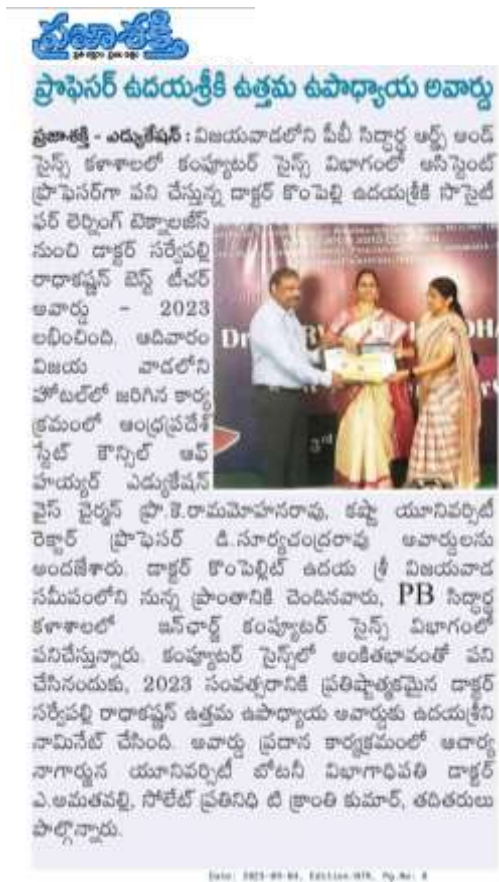 ప్రజాశక్తి
ప్రొఫెసర్ ఉదయశ్రీకి ఉత్తమ ఉపాధ్యాయ అవార్డు
ప్రజాశక్తి - ఎడ్యుకేషన్ : విజయవాడలోని పీబీ సిద్ధార్థ ఆర్ట్స్ అండ్
సైన్స్ కళాశాలలో కంప్యూటర్ సైన్స్ విభాగంలో అసిస్టెంట్
ప్రొఫెసర్‌గా పని చేస్తున్న డాక్టర్ కొంపెల్లి ఉదయశ్రీకి సొసైటీ
ఫర్ లెర్నింగ్ టెక్నాలజీస్
నుంచి డాక్టర్ సర్వేపల్లి
రాధాకృష్ణన్ బెస్ట్ టీచర్
అవార్డు - 2023
లభించింది. ఆదివారం
విజయ వాడలోని
హోటల్‌లో జరిగిన కార్య
క్రమంలో ఆంధ్రప్రదేశ్
స్టేట్ కౌన్సిల్ ఆఫ్
హయ్యర్ ఎడ్యుకేషన్
వైస్ చైర్మన్ ప్రొ.కె.రామమోహనరావు, కృష్ణా యూనివర్సిటీ
రెక్టార్ ప్రొఫెసర్ డి.సూర్యచంద్రరావు అవార్డులను
అందజేశారు. డాక్టర్ కొంపెల్లిట్ ఉదయ శ్రీ విజయవాడ
సమీపంలోని నున్న ప్రాంతానికి చెందినవారు, PB సిద్ధార్థ
కళాశాలలో ఇన్‌ఛార్జ్ కంప్యూటర్ సైన్స్ విభాగంలో
పనిచేస్తున్నారు. కంప్యూటర్ సైన్స్‌లో అంకితభావంతో పని
చేసినందుకు, 2023 సంవత్సరానికి ప్రతిష్టాత్మకమైన డాక్టర్
సర్వేపల్లి రాధాకృష్ణన్ ఉత్తమ ఉపాధ్యాయ అవార్డుకు ఉదయశ్రీని
నామినేట్ చేసింది. అవార్డు ప్రదాన కార్యక్రమంలో ఆచార్య
నాగార్జున యూనివర్సిటీ బోటనీ విభాగాధిపతి డాక్టర్
ఎ.అమతవల్లి, సోలేట్ ప్రతినిధి టి క్రాంతి కుమార్, తదితరులు
పాల్గొన్నారు.